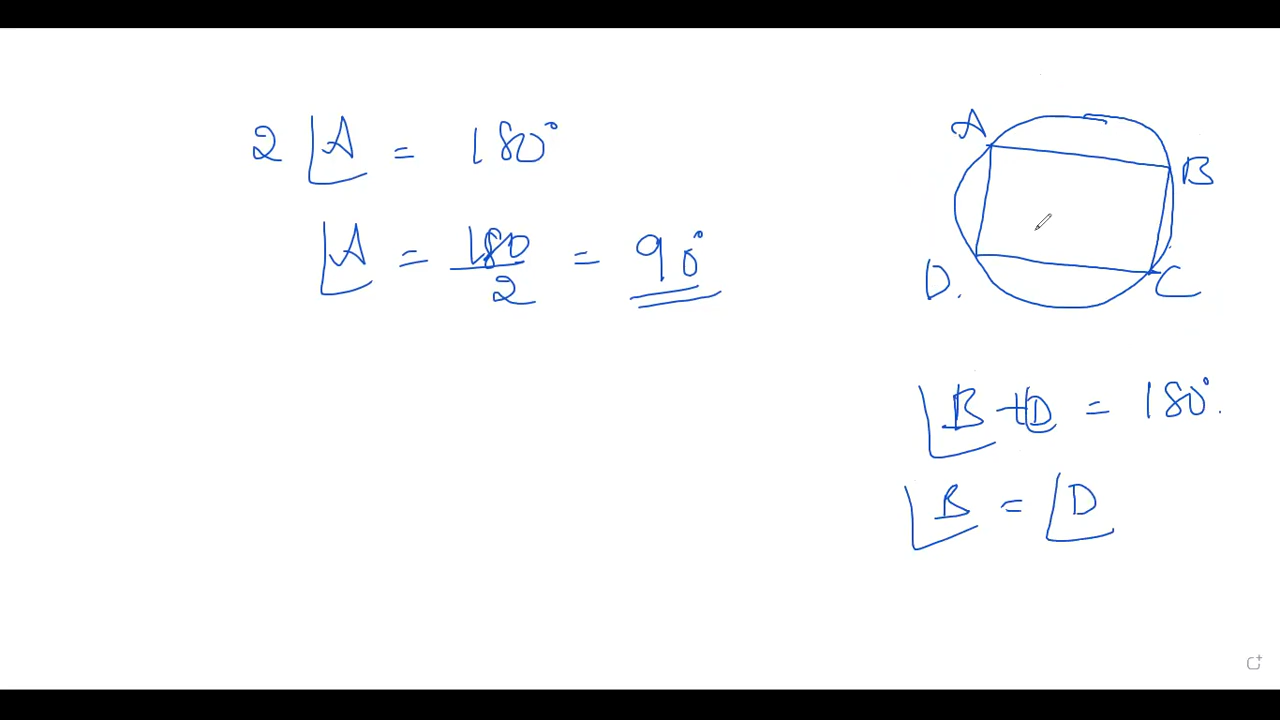 2 ∠A = 180°
∠A = 180/2 = 90°
A
B
D.
C
∠B + ∠D = 180°.
∠B = ∠D